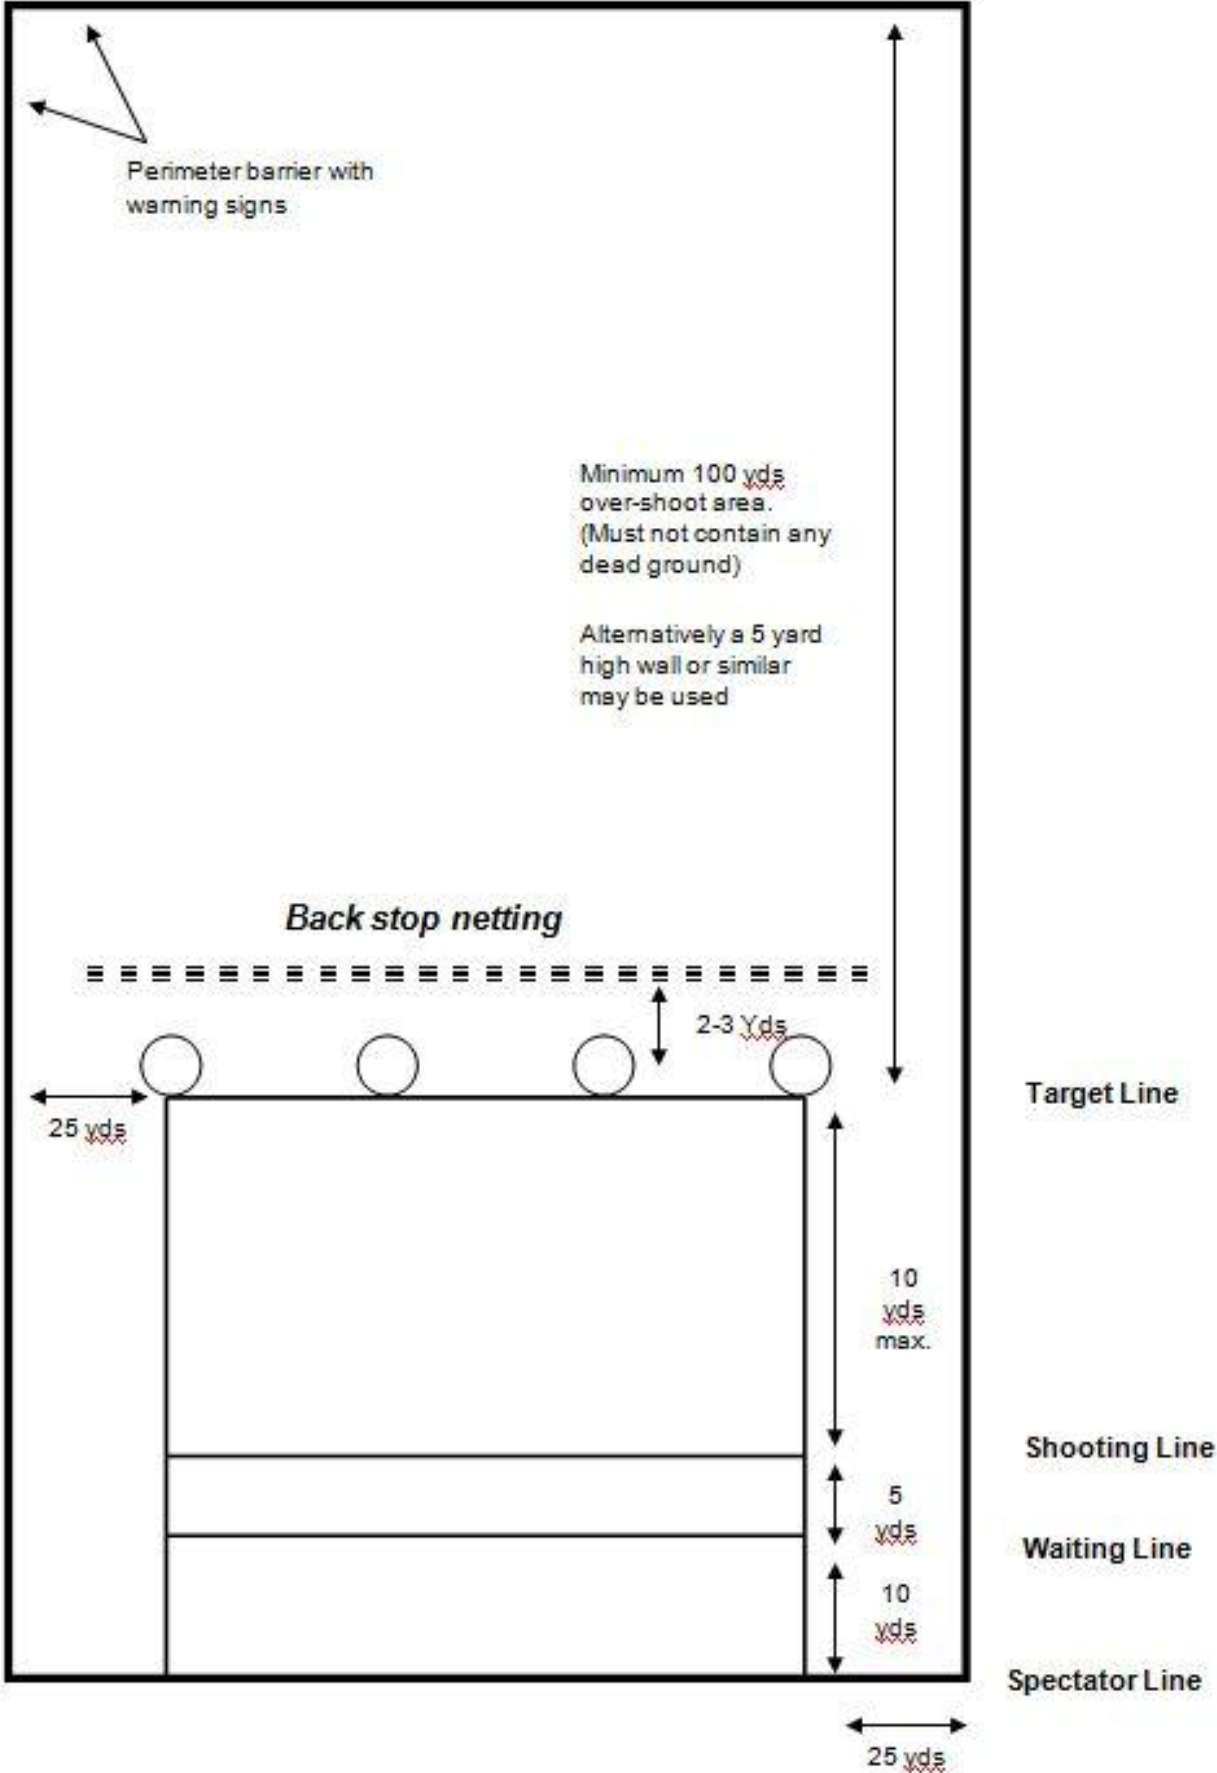 Perimeter barrier with
warning signs
Minimum 100 yds
over-shoot area.
(Must not contain any
dead ground)
Alternatively a 5 yard
high wall or similar
may be used
Back stop netting
2-3 Yds
Target Line
25 yds
10
yds
max.
Shooting Line
5
yds
Waiting Line
10
yds
Spectator Line
25 yds